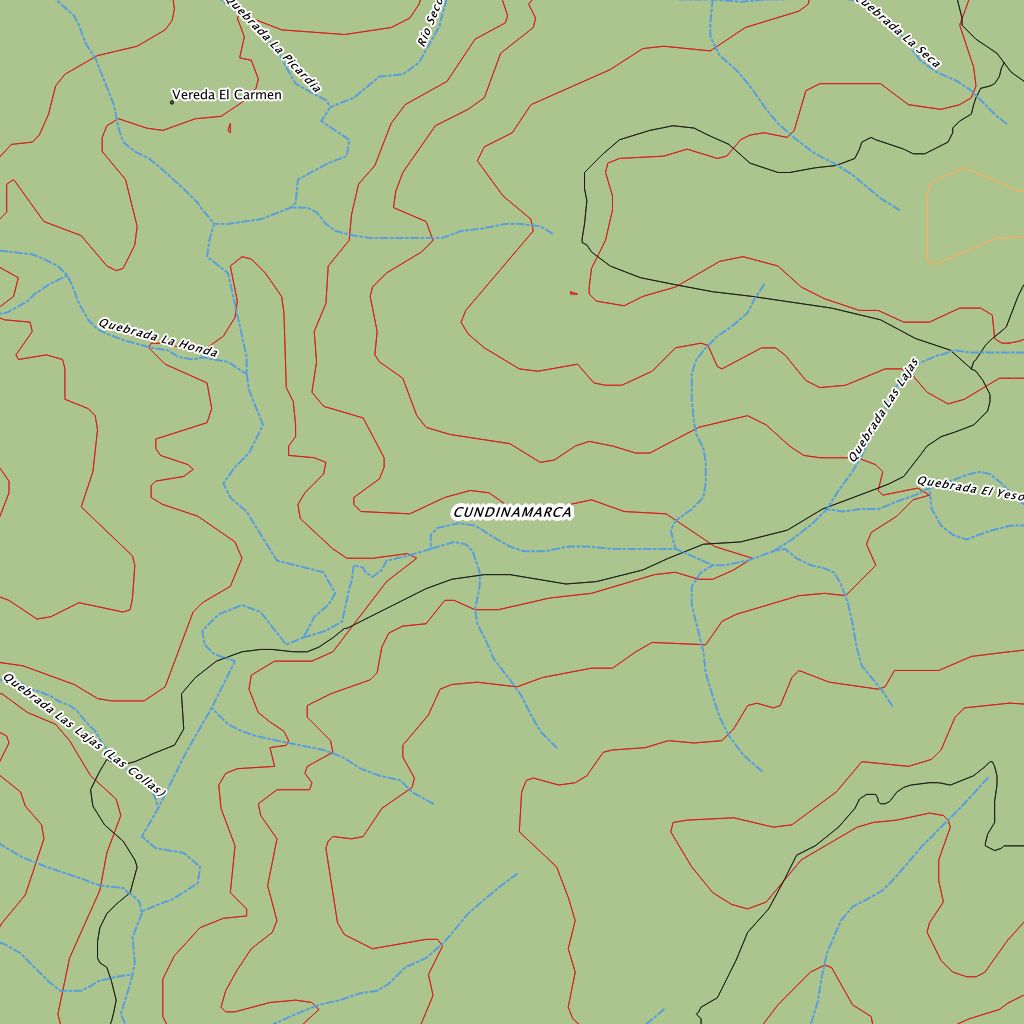 Quebrada La Picardia
Río Seco
Quebrada La Seca
Vereda El Carmen
Quebrada La Honda
Quebrada Las Lajas
Quebrada El Yeso
CUNDINAMARCA
Quebrada Las Lajas (Las Collas)